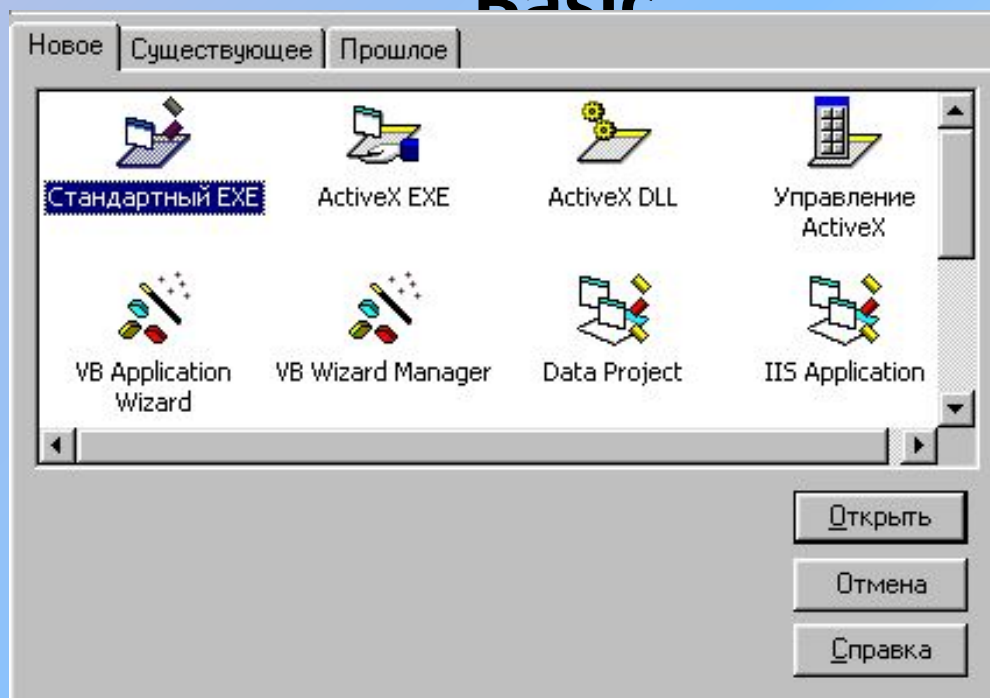 Basic
Новое Существующее Прошлое
Стандартный EXE ActiveX EXE ActiveX DLL Управление
ActiveX
VB Application VB Wizard Manager Data Project IIS Application
Wizard
Открыть
Отмена
Справка